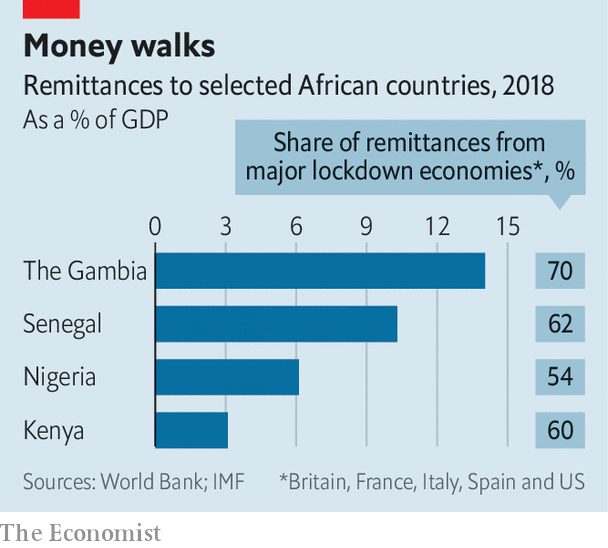 Money walks
Remittances to selected African countries, 2018
As a % of GDP
Share of remittances from
major lockdown economies*, %
0 3 6 9 12 15
The Gambia 70
Senegal 62
Nigeria 54
Kenya 60
Sources: World Bank; IMF *Britain, France, Italy, Spain and US
The Economist